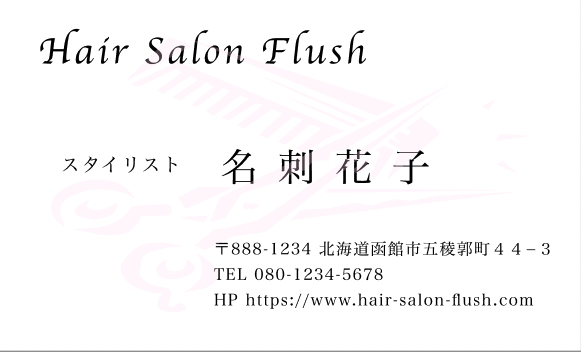 Hair Salon Flush
スタイリスト 名刺花子
〒888-1234 北海道函館市五稜郭町４４−３
TEL 080-1234-5678
HP https://www.hair-salon-flush.com